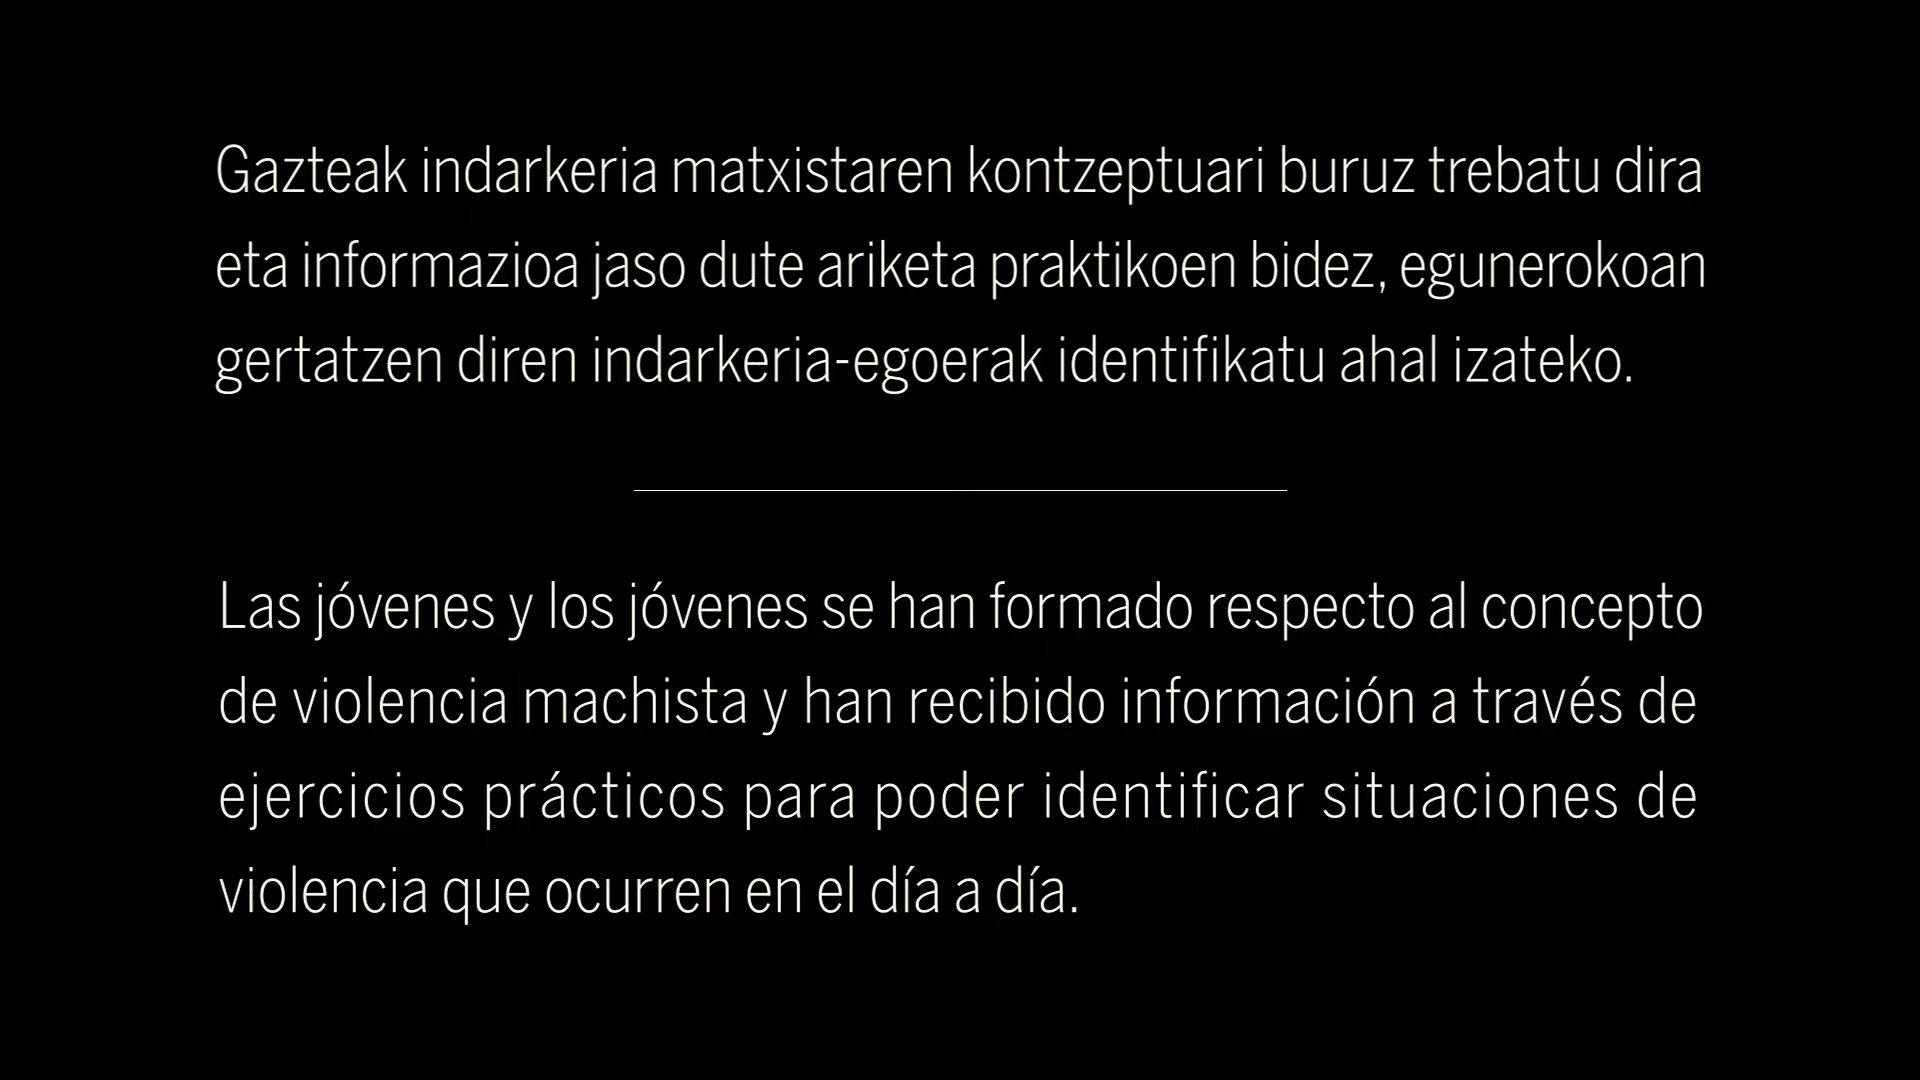 Gazteak indarkeria matxistaren kontzeptuari buruz trebatu dira
eta informazioa jaso dute ariketa praktikoen bidez, egunerokoan
gertatzen diren indarkeria-egoerak identifikatu ahal izateko.
Las jóvenes y los jóvenes se han formado respecto al concepto
de violencia machista y han recibido información a través de
ejercicios prácticos para poder identificar situaciones de
violencia que ocurren en el día a día.